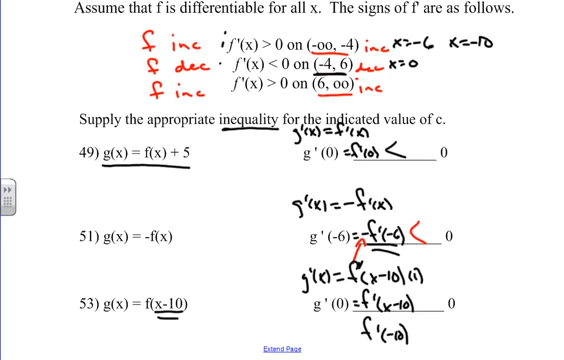 Assume that f is differentiable for all x. The signs of f' are as follows.
f inc f'(x) > 0 on (-oo, -4) inc x=-6 x=-10
f dec · f'(x) < 0 on (-4, 6) dec x=0
f inc f'(x) > 0 on (6, oo) inc
Supply the appropriate inequality for the indicated value of c.
g'(x) = f'(x)
49) g(x) = f(x) + 5 g ' (0) = f'(0) < 0
g'(x) = -f'(x)
51) g(x) = -f(x) g ' (-6) = -f'(-6) < 0
g'(x) = f'(x-10)(1)
53) g(x) = f(x-10) g ' (0) = f'(x-10) 0
f'(-10)
Extend Page